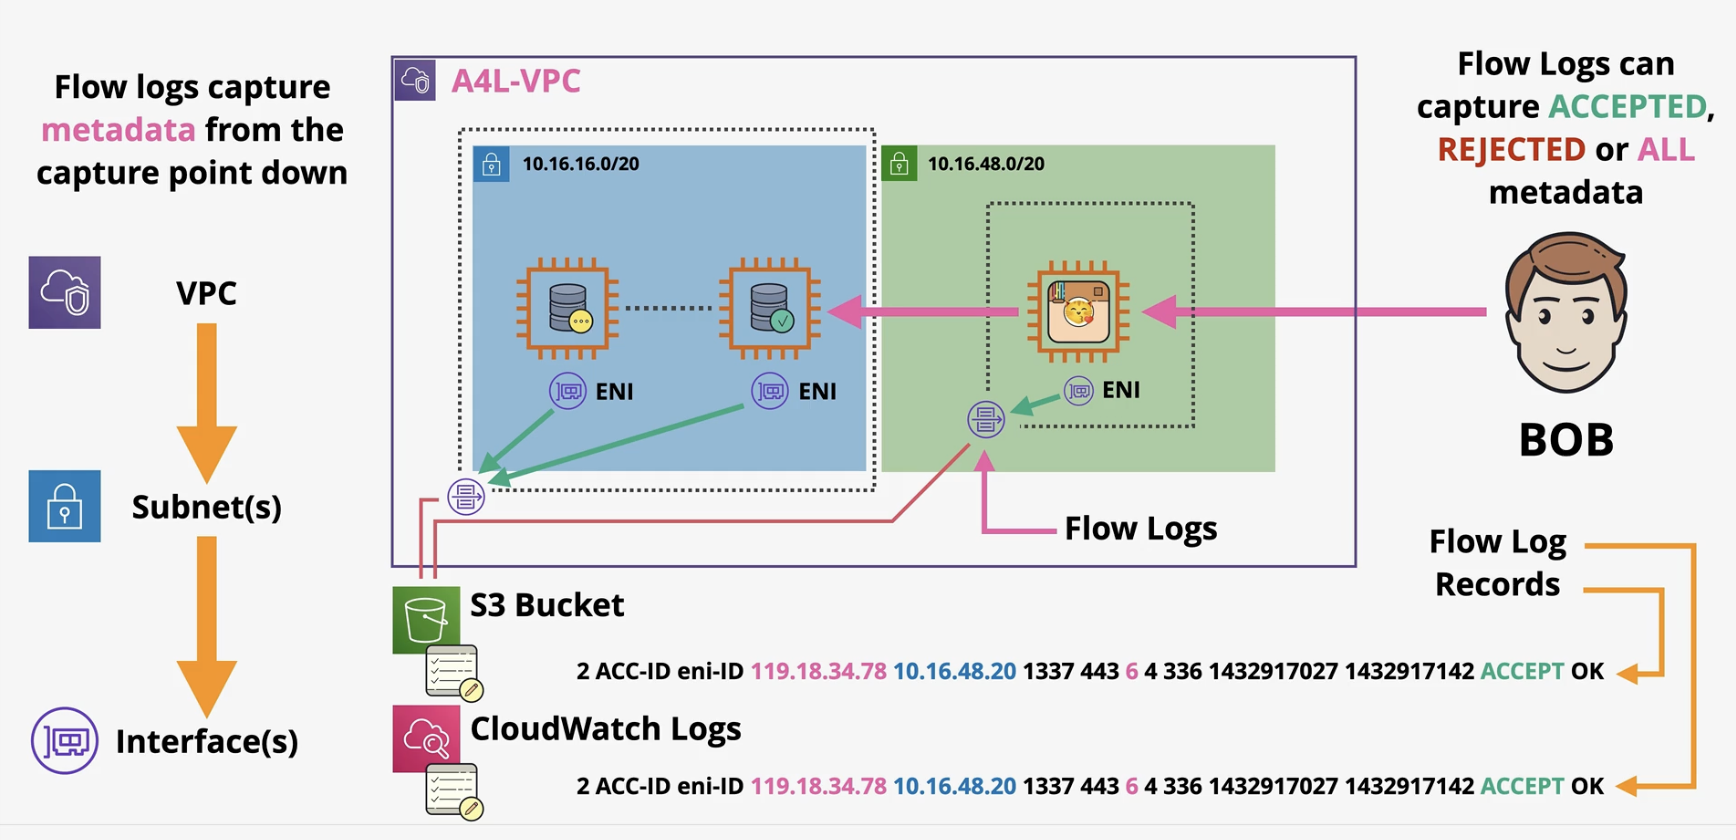 Flow logs capture
metadata from the
capture point down
VPC
Subnet(s)
Interface(s)
A4L-VPC
10.16.16.0/20
10.16.48.0/20
ENI
ENI
ENI
Flow Logs
Flow Logs can
capture ACCEPTED,
REJECTED or ALL
metadata
BOB
Flow Log
Records
S3 Bucket
2 ACC-ID eni-ID 119.18.34.78 10.16.48.20 1337 443 6 4 336 1432917027 1432917142 ACCEPT OK
CloudWatch Logs
2 ACC-ID eni-ID 119.18.34.78 10.16.48.20 1337 443 6 4 336 1432917027 1432917142 ACCEPT OK